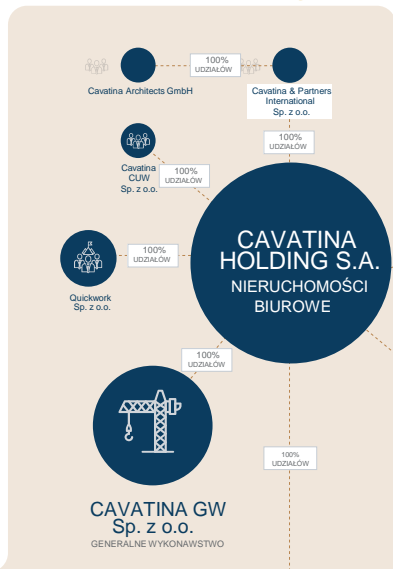 100%
UDZIAŁÓW
Cavatina Architects GmbH
Cavatina & Partners
International
Sp. z o.o.
100%
UDZIAŁÓW
Cavatina
CUW
Sp. z o.o.
100%
UDZIAŁÓW
CAVATINA
HOLDING S.A.
NIERUCHOMOŚCI
BIUROWE
100%
UDZIAŁÓW
Quickwork
Sp. z o.o.
100%
UDZIAŁÓW
100%
UDZIAŁÓW
CAVATINA GW
Sp. z o.o.
GENERALNE WYKONAWSTWO